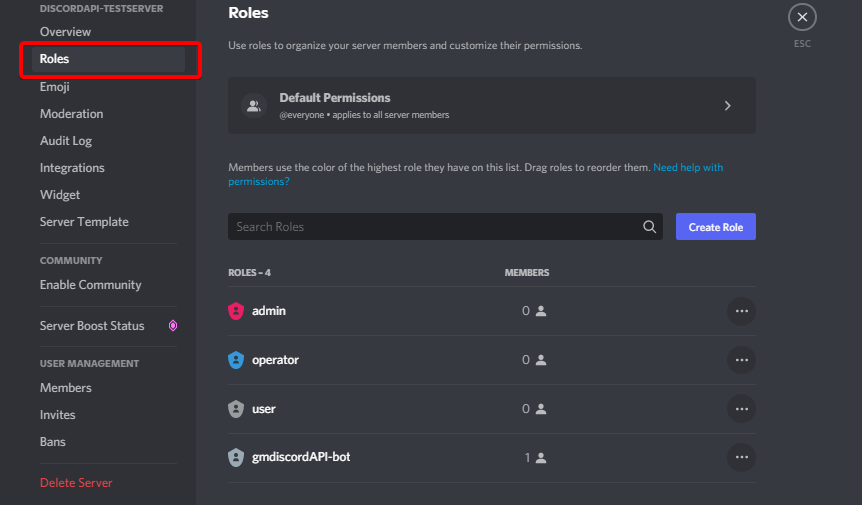 DISCORDAPI-TESTSERVER
Overview
Roles
Emoji
Moderation
Audit Log
Integrations
Widget
Server Template
COMMUNITY
Enable Community
Server Boost Status
USER MANAGEMENT
Members
Invites
Bans
Delete Server
Roles
Use roles to organize your server members and customize their permissions.
ESC
Default Permissions
@everyone • applies to all server members
Members use the color of the highest role they have on this list. Drag roles to reorder them. Need help with
permissions?
Search Roles
Create Role
ROLES – 4 MEMBERS
admin 0
operator 0
user 0
gmdiscordAPI-bot 1